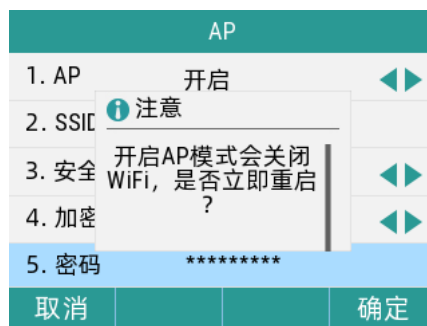 AP
1. AP 开启
2. SSID
注意
开启AP模式会关闭
WiFi，是否立即重启
?
3. 安全
4. 加密
5. 密码 *********
取消 确定